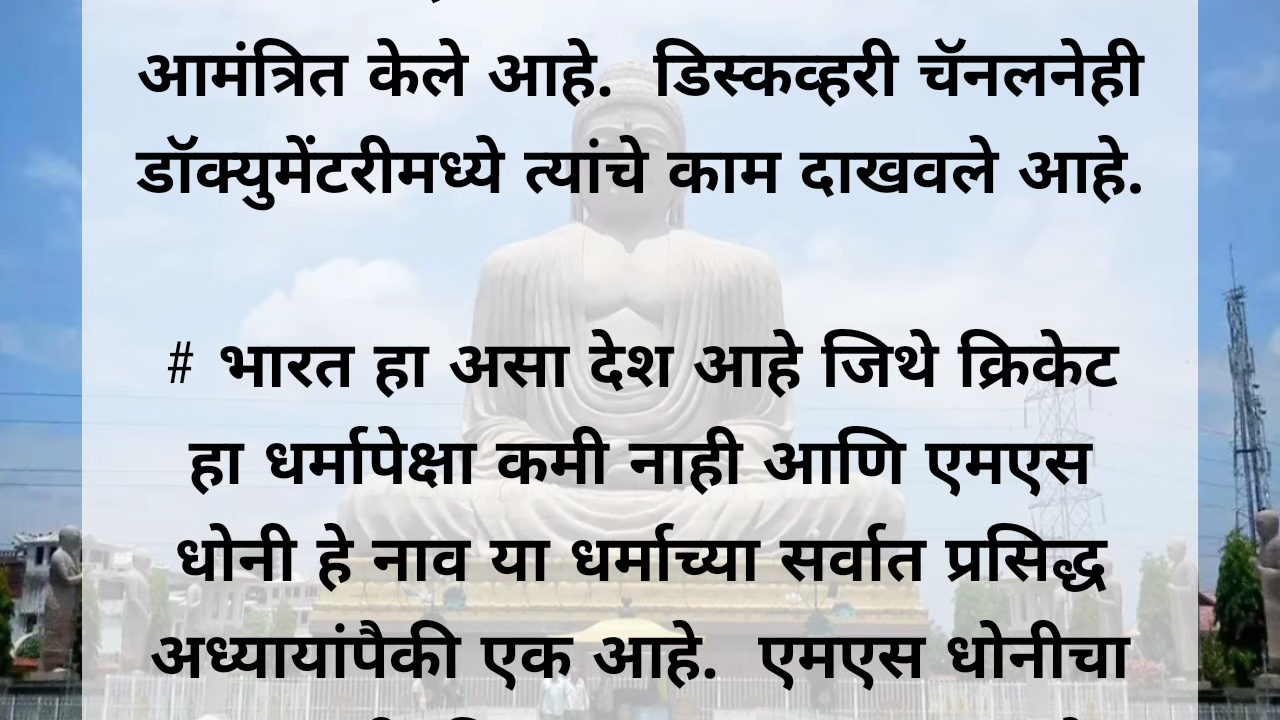 आमंत्रित केले आहे. डिस्कव्हरी चॅनलनेही
डॉक्युमेंटरीमध्ये त्यांचे काम दाखवले आहे.
# भारत हा असा देश आहे जिथे क्रिकेट
हा धर्मापेक्षा कमी नाही आणि एमएस
धोनी हे नाव या धर्माच्या सर्वात प्रसिद्ध
अध्यायांपैकी एक आहे. एमएस धोनीचा